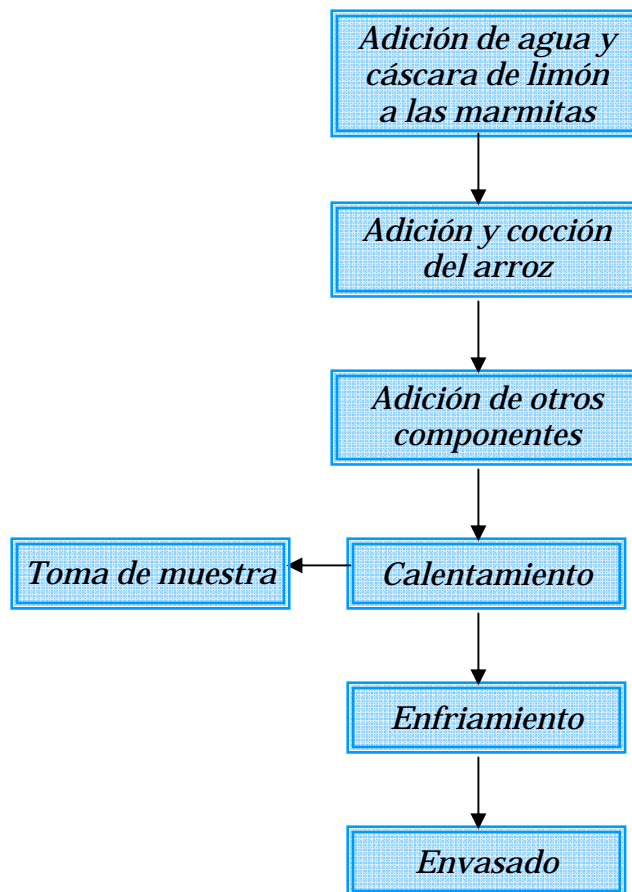 Adición de agua y
cáscara de limón
a las marmitas
Adición y cocción
del arroz
Adición de otros
componentes
Toma de muestra
Calentamiento
Enfriamiento
Envasado